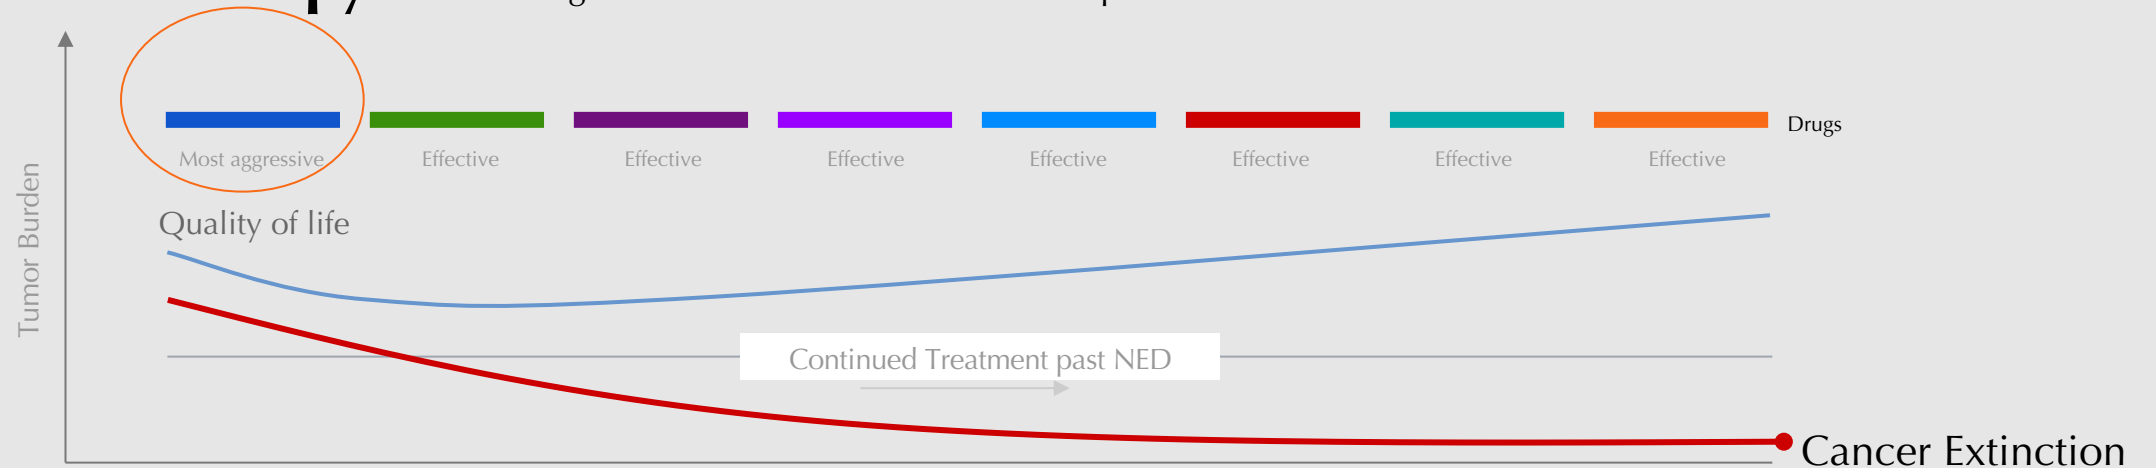 Drugs
Most aggressive
Effective
Effective
Effective
Effective
Effective
Effective
Effective
Tumor Burden
Quality of life
Continued Treatment past NED
Cancer Extinction